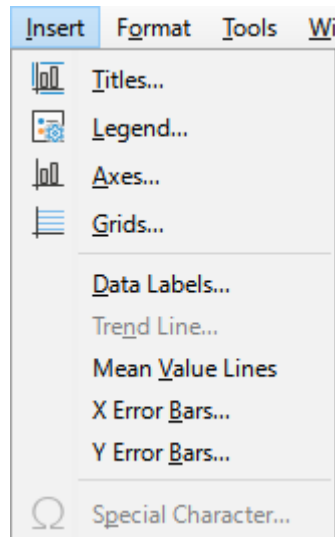 Insert Format Tools Wi
Titles...
Legend...
Axes...
Grids...
Data Labels...
Trend Line...
Mean Value Lines
X Error Bars...
Y Error Bars...
Special Character...